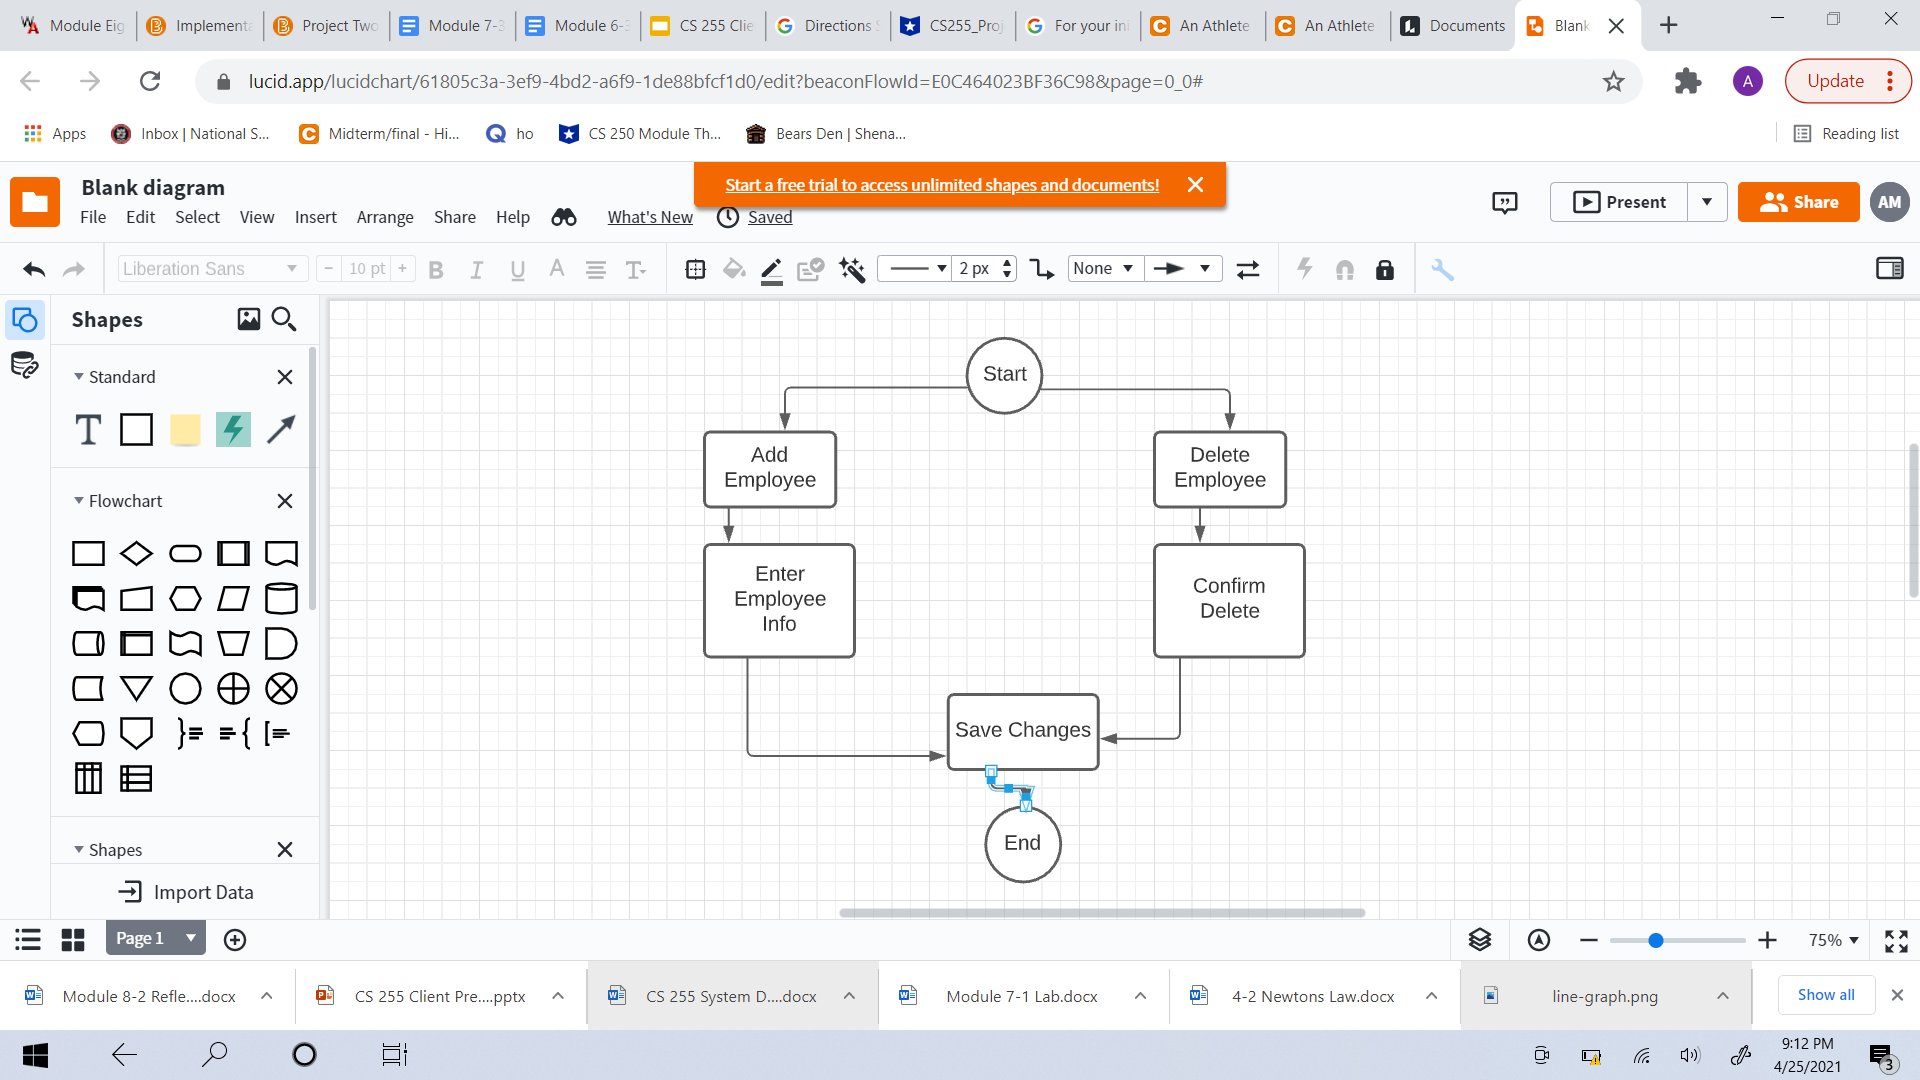 Module Eig
Implementa
Project Two
Module 7-3
Module 6-3
CS 255 Clie
Directions S
CS255_Proj
For your ini
An Athlete
An Athlete
Documents
Blank
lucid.app/lucidchart/61805c3a-3ef9-4bd2-a6f9-1de88bfcf1d0/edit?beaconFlowId=E0C464023BF36C98&page=0_0#
A
Update
Apps
Inbox | National S...
Midterm/final - Hi...
ho
CS 250 Module Th...
Bears Den | Shena...
Reading list
Blank diagram
Start a free trial to access unlimited shapes and documents!
File Edit Select View Insert Arrange Share Help
What's New
Saved
Present
Share
AM
Liberation Sans
- 10 pt +
B I U A T
2 px
None
Shapes
Standard
T
Flowchart
Shapes
Import Data
Start
Add
Employee
Delete
Employee
Enter
Employee
Info
Confirm
Delete
Save Changes
End
Page 1
75%
Module 8-2 Refle....docx
CS 255 Client Pre....pptx
CS 255 System D....docx
Module 7-1 Lab.docx
4-2 Newtons Law.docx
line-graph.png
Show all
9:12 PM
4/25/2021
3